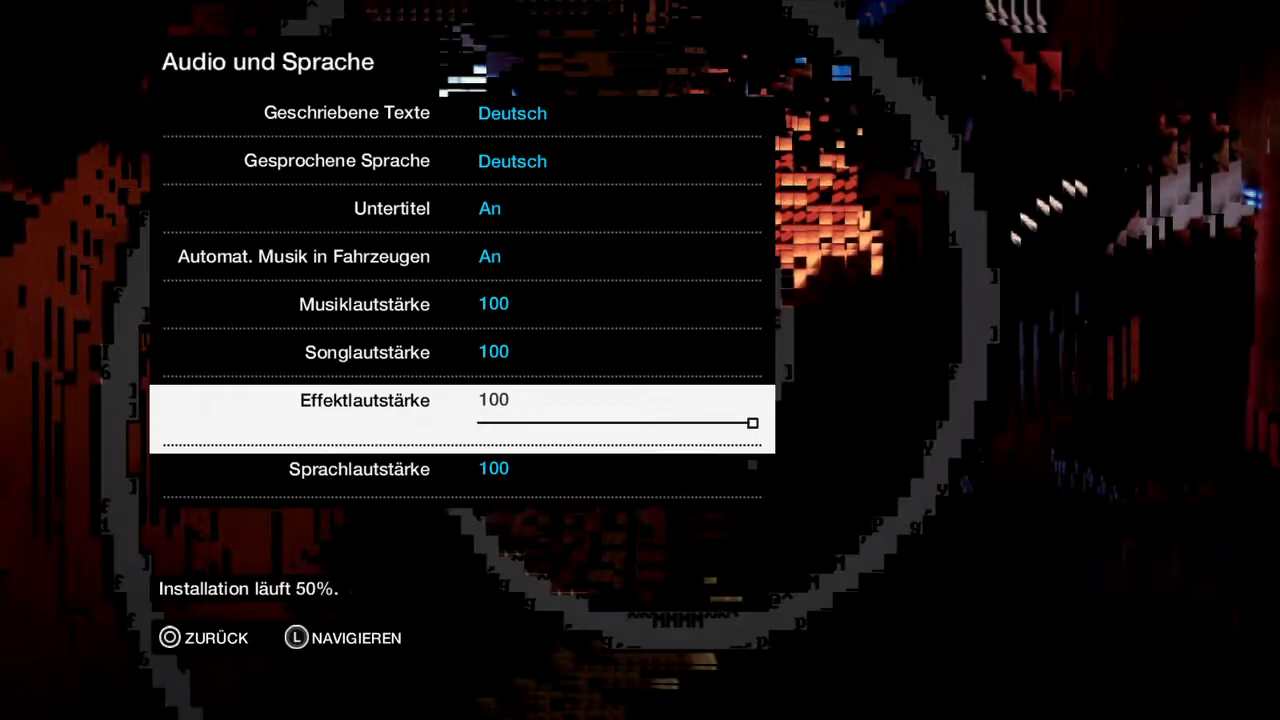 Audio und Sprache
Geschriebene Texte Deutsch
Gesprochene Sprache Deutsch
Untertitel An
Automat. Musik in Fahrzeugen An
Musiklautstärke 100
Songlautstärke 100
Effektlautstärke 100
Sprachlautstärke 100
Installation läuft 50%.
ZURÜCK L NAVIGIEREN